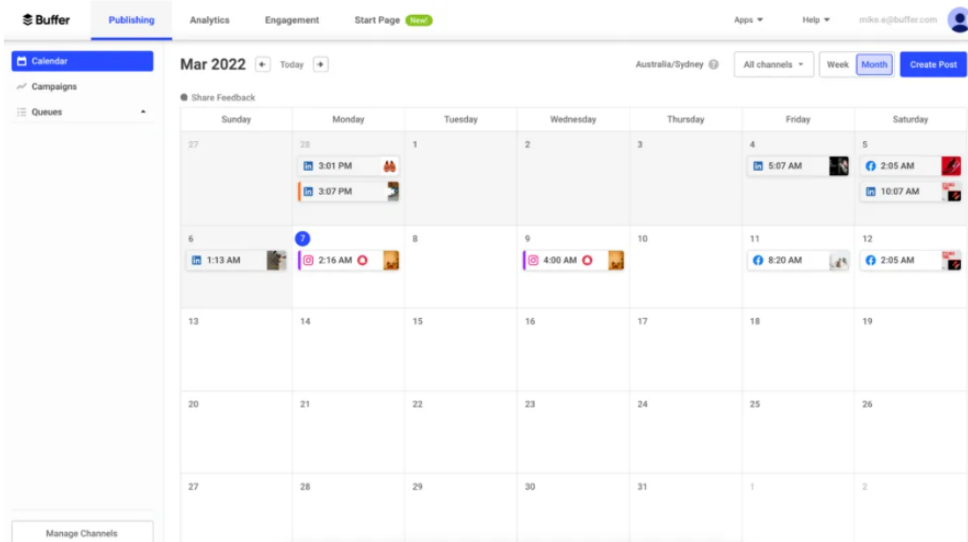 Buffer Publishing Analytics Engagement Start Page New! Apps Help mike.e@buffer.com
Calendar
Campaigns
Queues
Manage Channels
Mar 2022 Today Australia/Sydney ? All channels Week Month Create Post
Share Feedback
Sunday Monday Tuesday Wednesday Thursday Friday Saturday
27 28 1 2 3 4 5
3:01 PM 5:07 AM 2:05 AM
3:07 PM 10:07 AM
6 7 8 9 10 11 12
1:13 AM 2:16 AM 4:00 AM 8:20 AM 2:05 AM
13 14 15 16 17 18 19
20 21 22 23 24 25 26
27 28 29 30 31 1 2